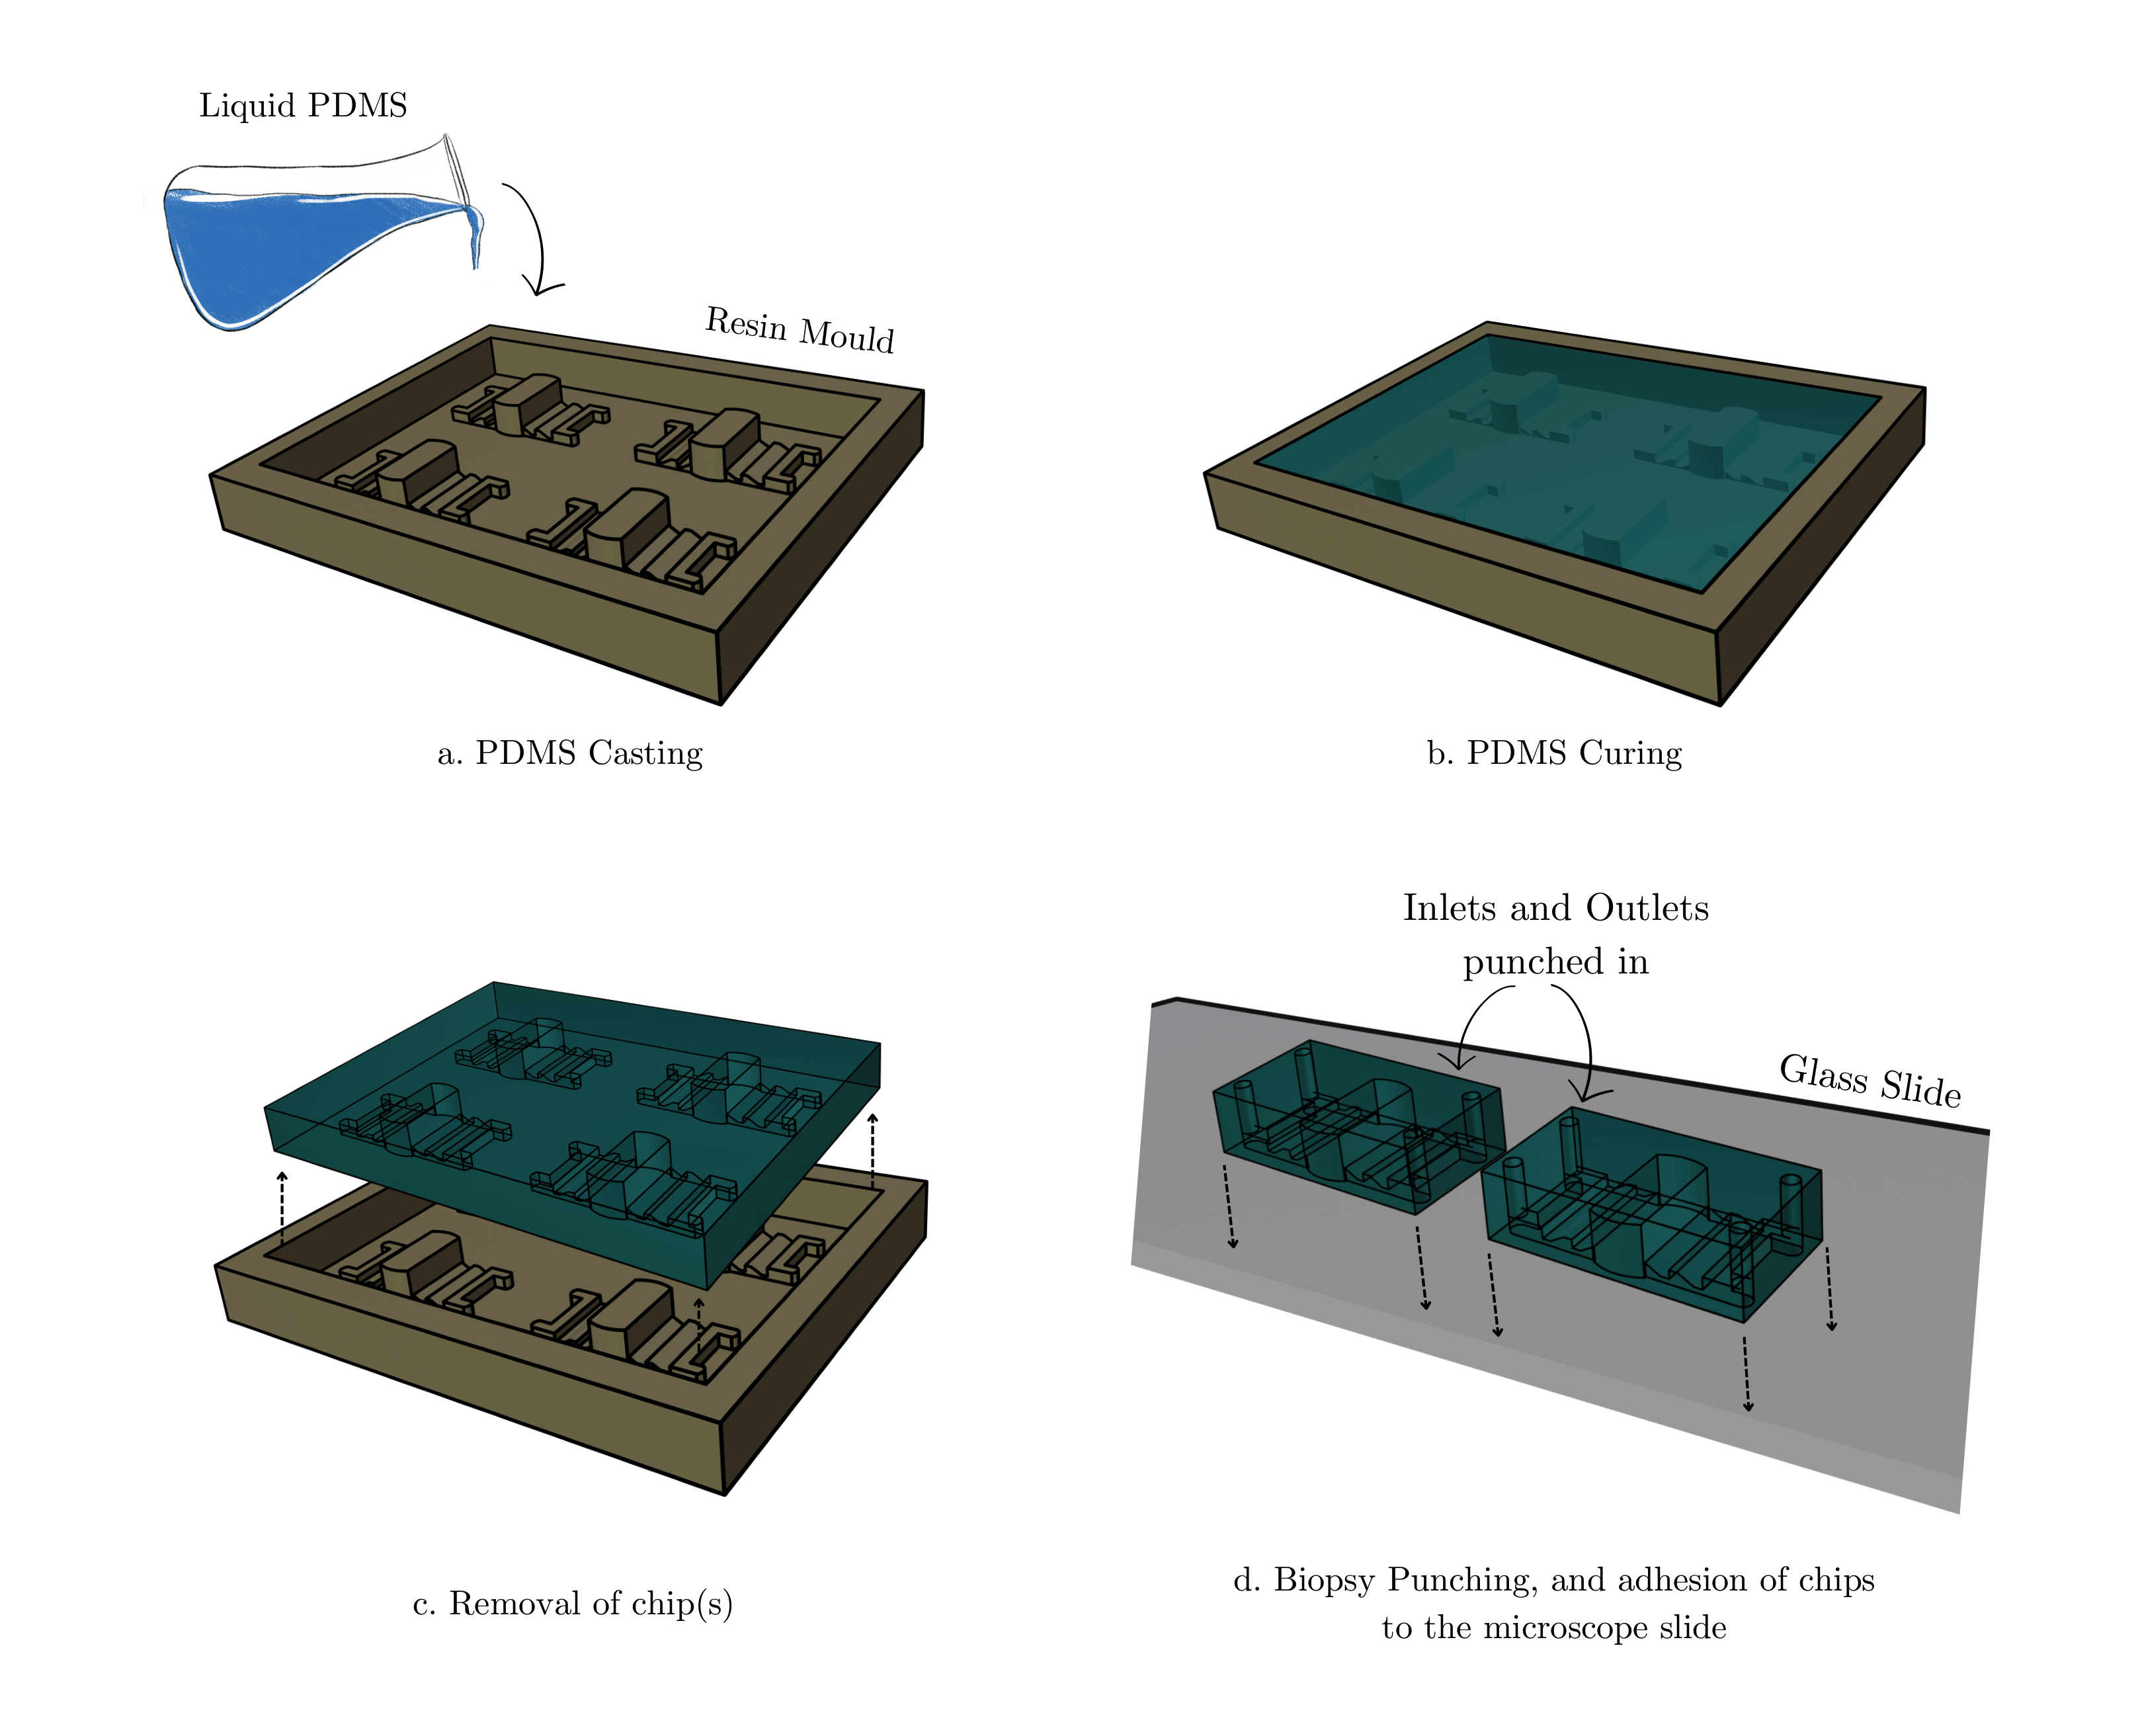 Liquid PDMS
Resin Mould
a. PDMS Casting
b. PDMS Curing
Inlets and Outlets
punched in
Glass Slide
c. Removal of chip(s)
d. Biopsy Punching, and adhesion of chips
to the microscope slide